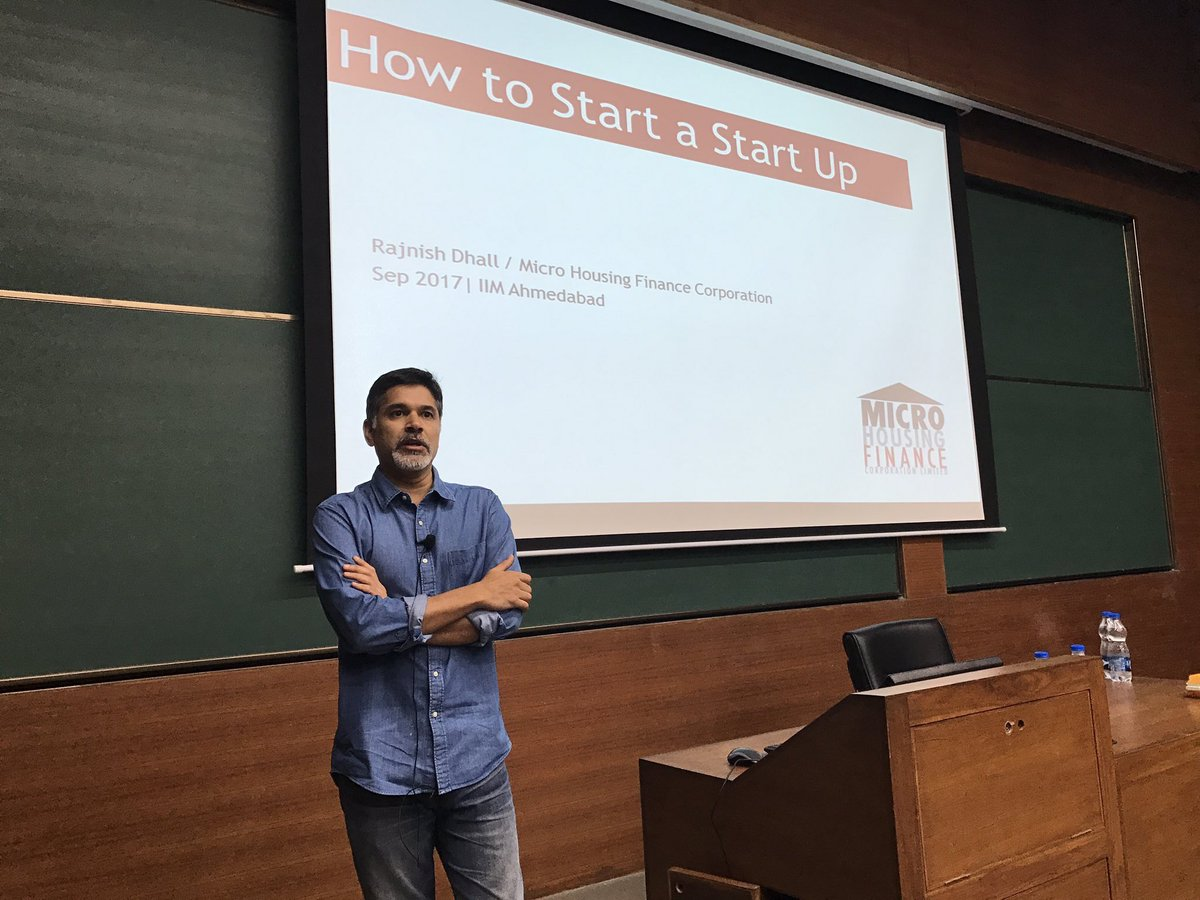 How to Start a Start Up
Rajnish Dhall / Micro Housing Finance Corporation
Sep 2017| IIM Ahmedabad
MICRO
HOUSING
FINANCE
CORPORATION LIMITED